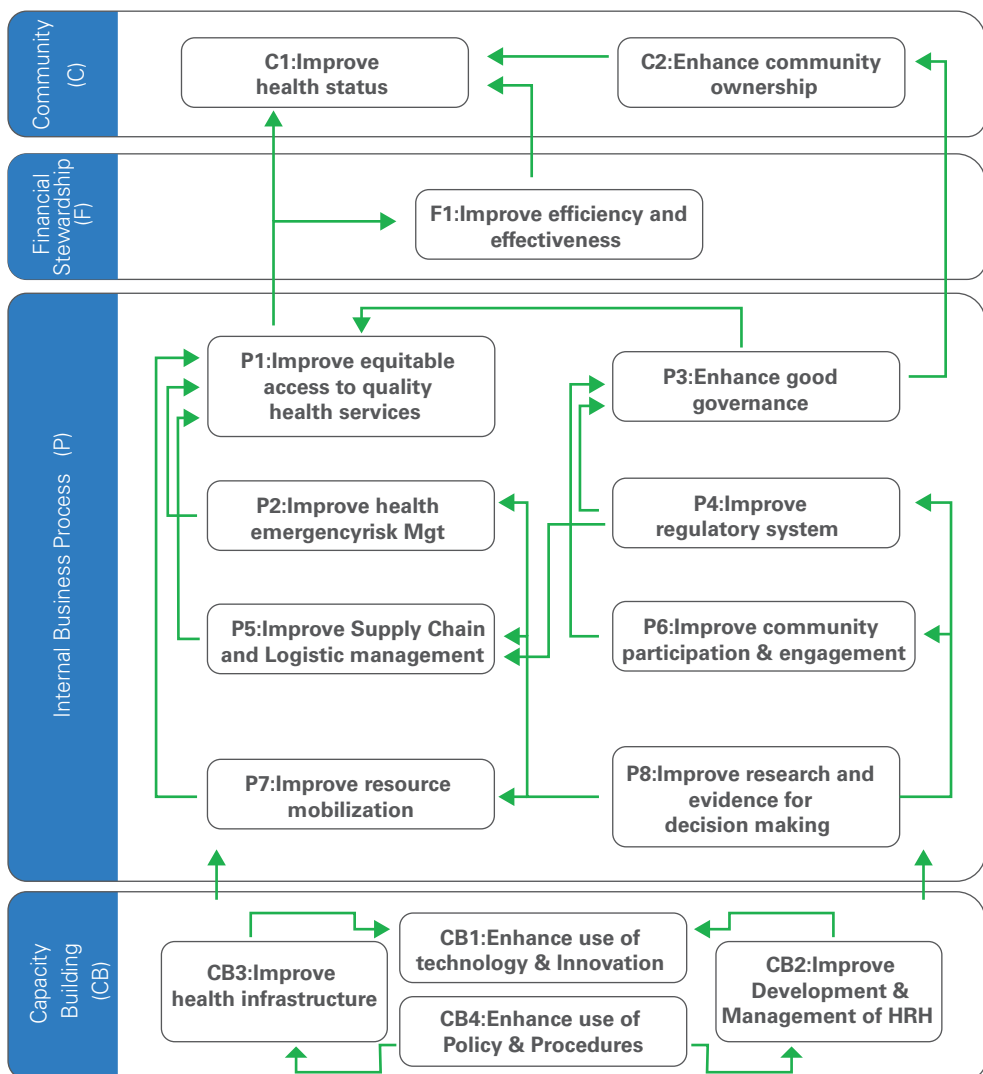 Community
(C)
C1:Improve
health status
C2:Enhance community
ownership
Financial
Stewardship
(F)
F1:Improve efficiency and
effectiveness
Internal Business Process (P)
P1:Improve equitable
access to quality
health services
P3:Enhance good
governance
P2:Improve health
emergencyrisk Mgt
P4:Improve
regulatory system
P5:Improve Supply Chain
and Logistic management
P6:Improve community
participation & engagement
P7:Improve resource
mobilization
P8:Improve research and
evidence for
decision making
Capacity
Building
(CB)
CB3:Improve
health infrastructure
CB1:Enhance use of
technology & Innovation
CB4:Enhance use of
Policy & Procedures
CB2:Improve
Development &
Management of HRH